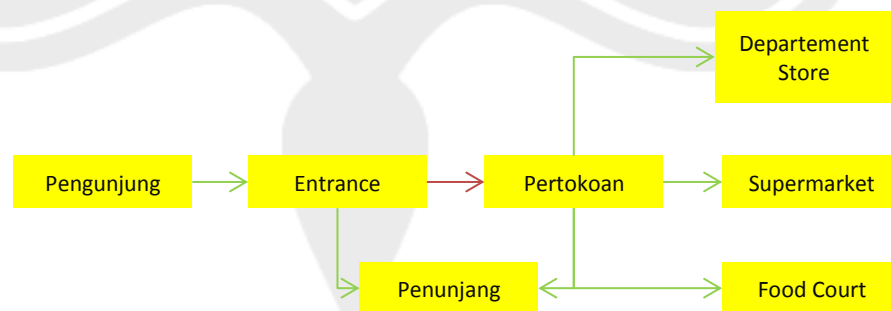 Departement
Store
Pengunjung
Entrance
Pertokoan
Supermarket
Penunjang
Food Court